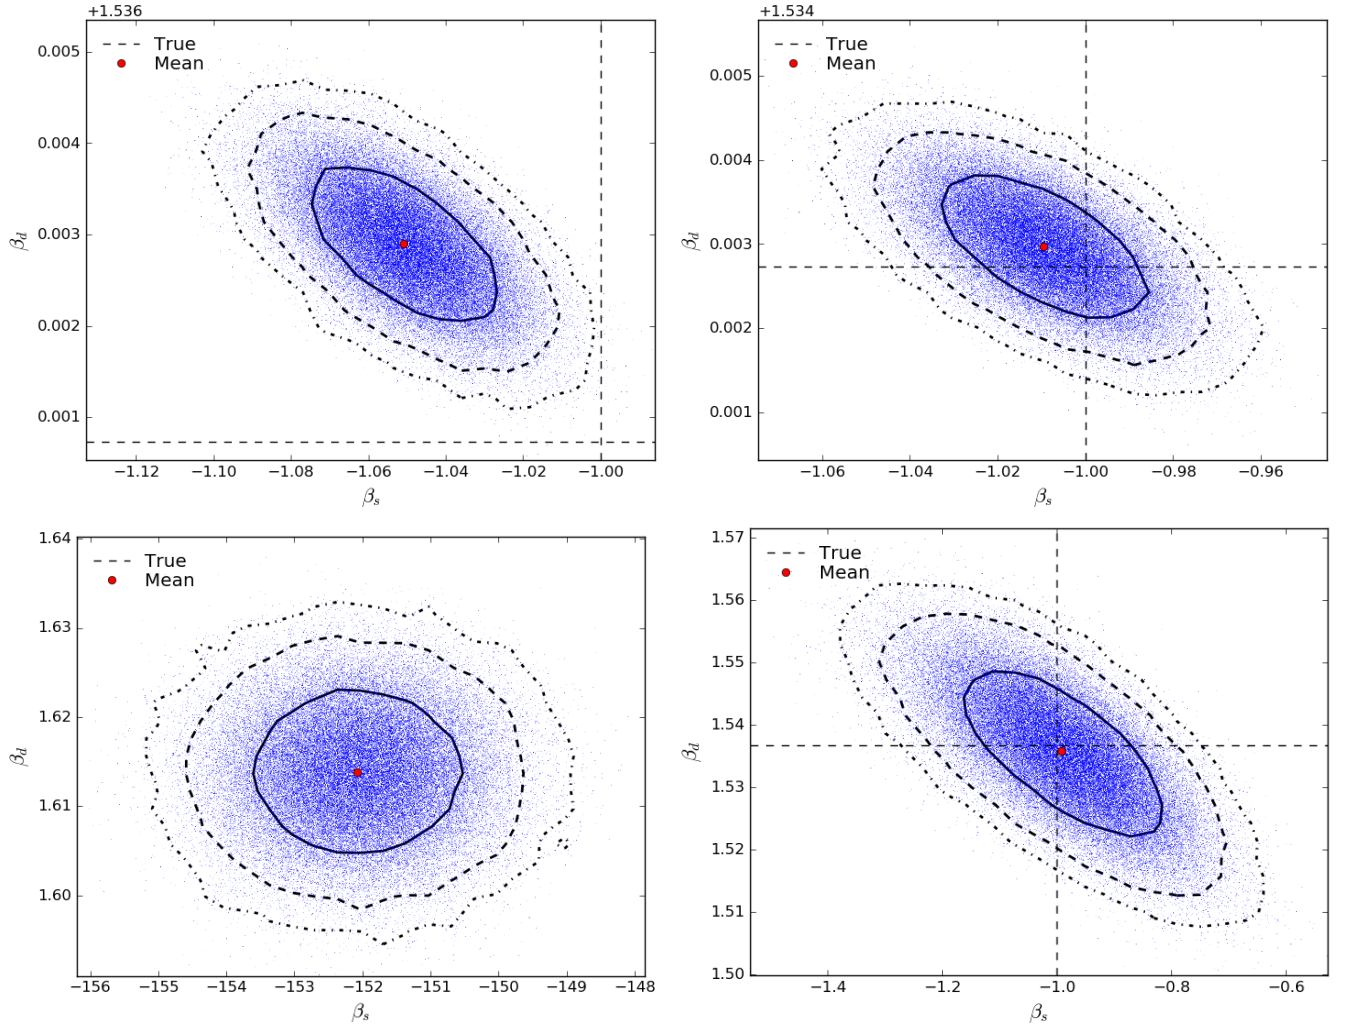 +1.536
True
Mean
0.005
0.004
0.003
0.002
0.001
β_d
−1.12 −1.10 −1.08 −1.06 −1.04 −1.02 −1.00
β_s
+1.534
True
Mean
0.005
0.004
0.003
0.002
0.001
β_d
−1.06 −1.04 −1.02 −1.00 −0.98 −0.96
β_s
1.64
True
Mean
1.63
1.62
1.61
1.60
β_d
−156 −155 −154 −153 −152 −151 −150 −149 −148
β_s
1.57
True
Mean
1.56
1.55
1.54
1.53
1.52
1.51
1.50
β_d
−1.4 −1.2 −1.0 −0.8 −0.6
β_s